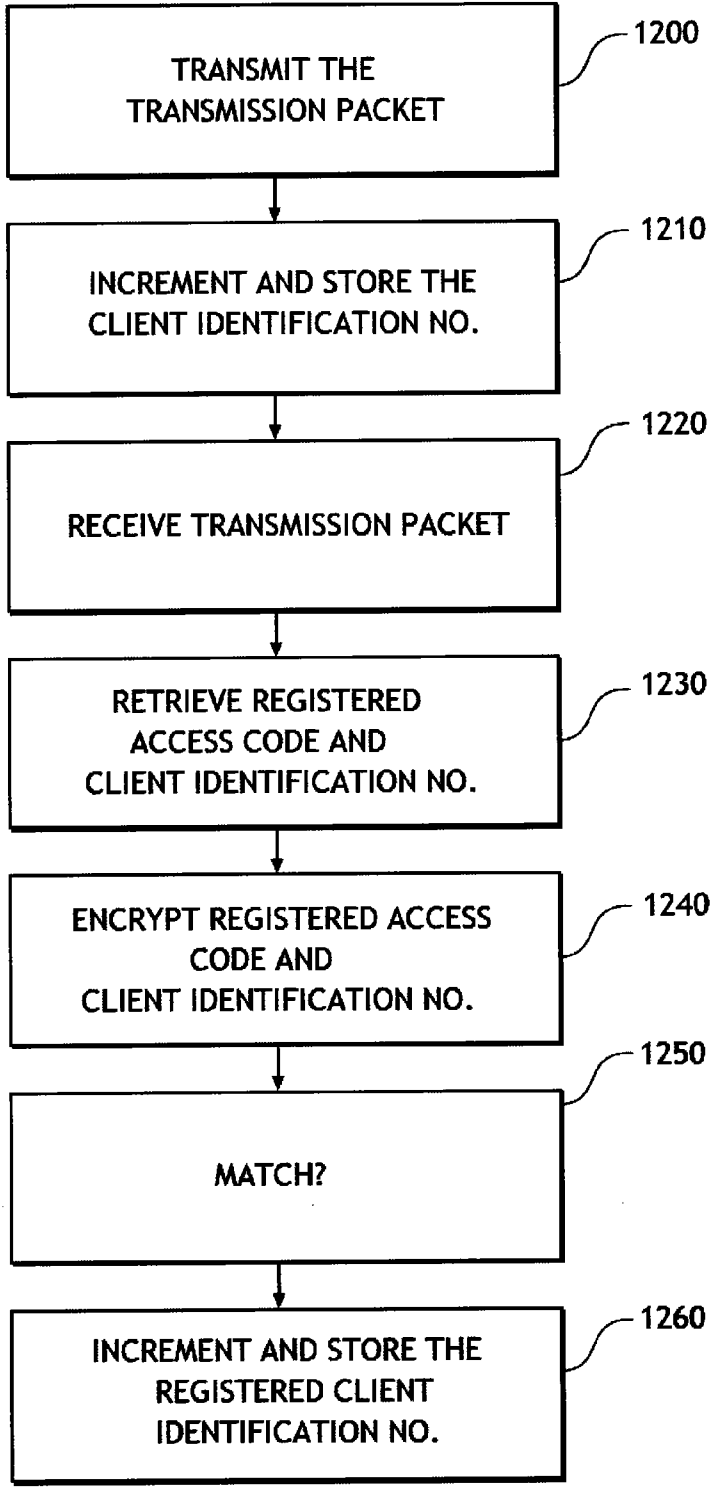 1200
TRANSMIT THE
TRANSMISSION PACKET
1210
INCREMENT AND STORE THE
CLIENT IDENTIFICATION NO.
1220
RECEIVE TRANSMISSION PACKET
1230
RETRIEVE REGISTERED
ACCESS CODE AND
CLIENT IDENTIFICATION NO.
1240
ENCRYPT REGISTERED ACCESS
CODE AND
CLIENT IDENTIFICATION NO.
1250
MATCH?
1260
INCREMENT AND STORE THE
REGISTERED CLIENT
IDENTIFICATION NO.